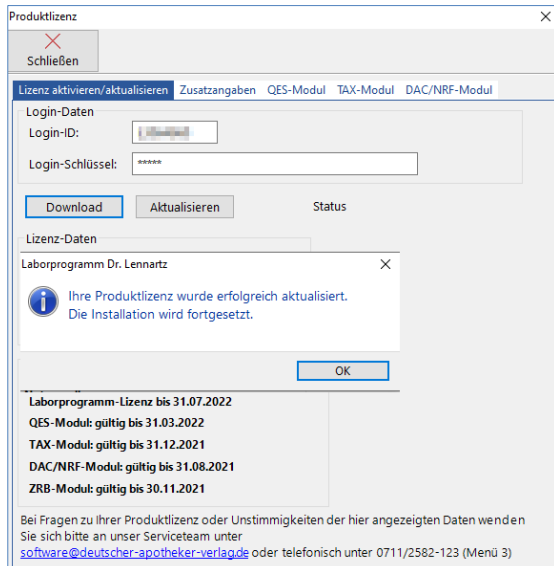 Produktlizenz
Schließen
Lizenz aktivieren/aktualisieren Zusatzangaben QES-Modul TAX-Modul DAC/NRF-Modul
Login-Daten
Login-ID:
Login-Schlüssel: *****
Download Aktualisieren Status
Lizenz-Daten
Laborprogramm Dr. Lennartz
Ihre Produktlizenz wurde erfolgreich aktualisiert.
Die Installation wird fortgesetzt.
OK
Laborprogramm-Lizenz bis 31.07.2022
QES-Modul: gültig bis 31.03.2022
TAX-Modul: gültig bis 31.12.2021
DAC/NRF-Modul: gültig bis 31.08.2021
ZRB-Modul: gültig bis 30.11.2021
Bei Fragen zu Ihrer Produktlizenz oder Unstimmigkeiten der hier angezeigten Daten wenden
Sie sich bitte an unser Serviceteam unter
software@deutscher-apotheker-verlag.de oder telefonisch unter 0711/2582-123 (Menü 3)